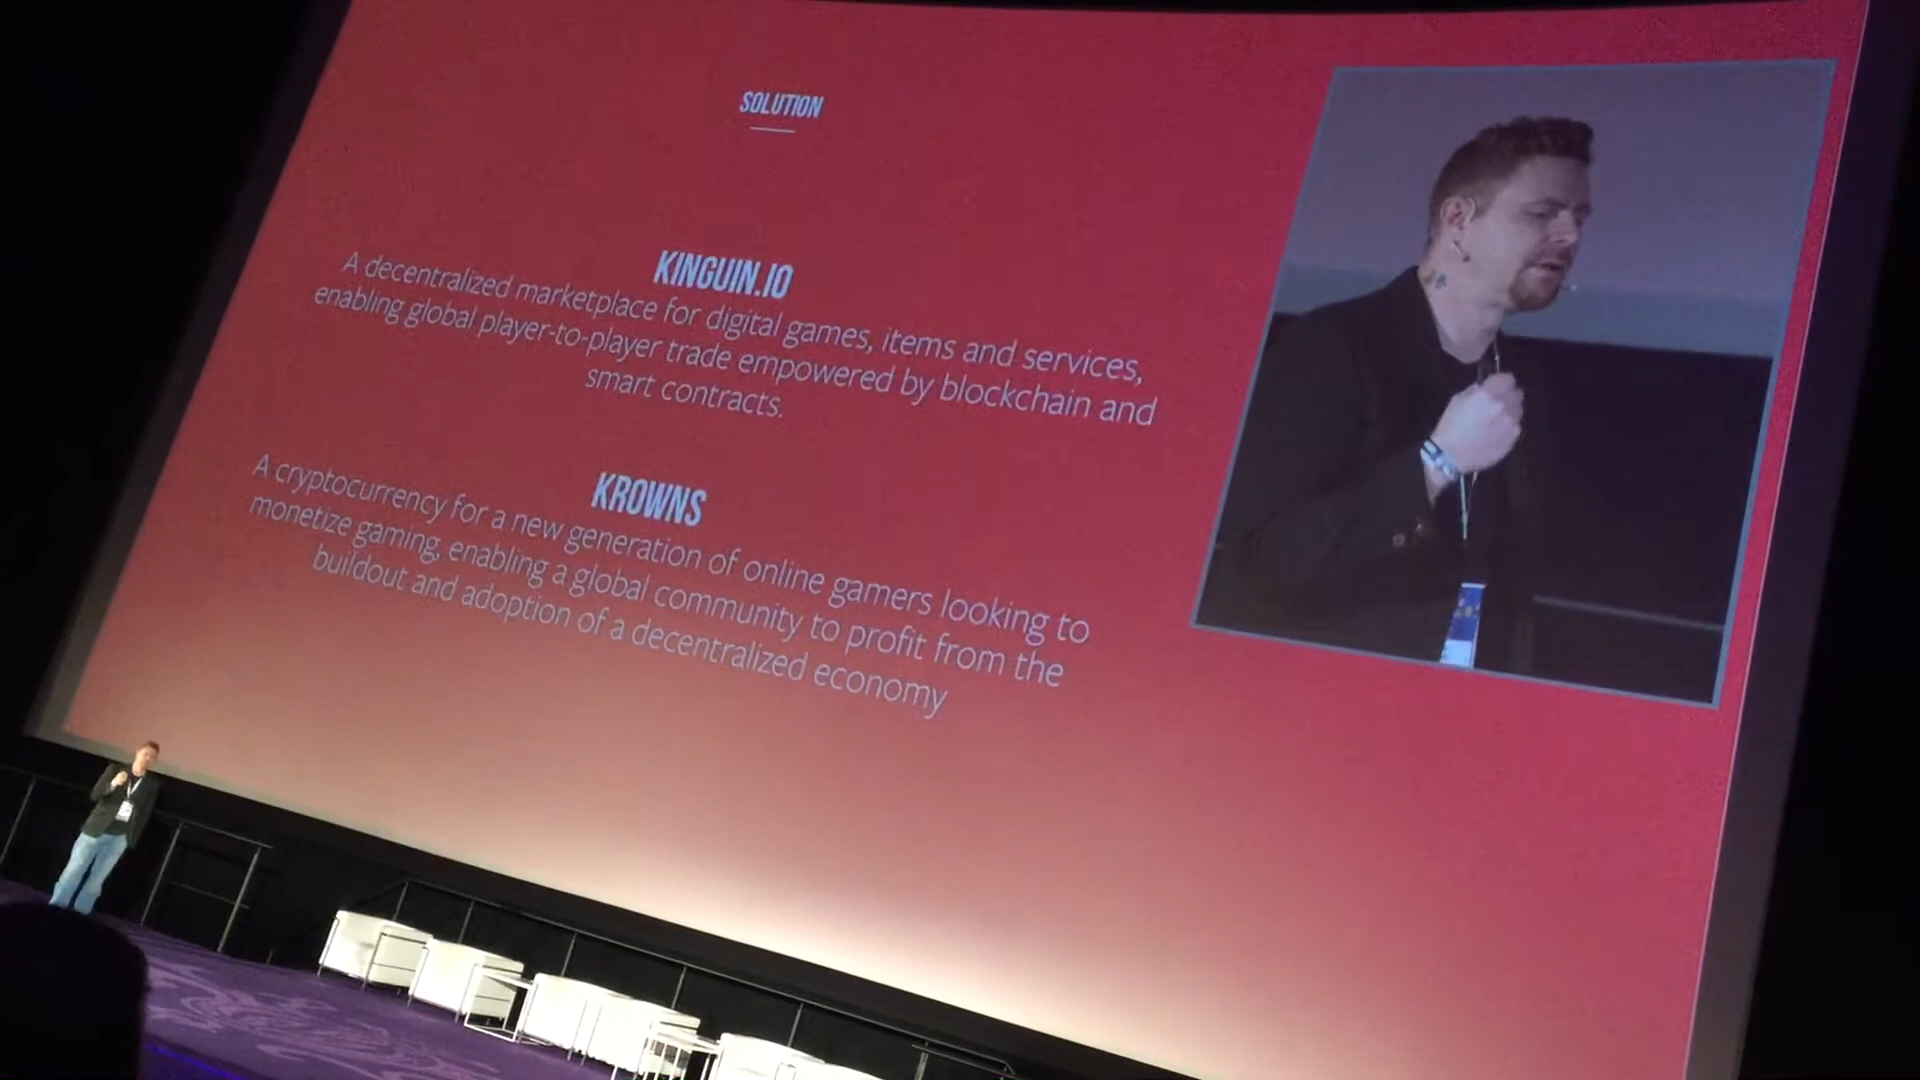 SOLUTION
KINGUIN.IO
A decentralized marketplace for digital games, items and services,
enabling global player-to-player trade empowered by blockchain and
smart contracts.
KROWNS
A cryptocurrency for a new generation of online gamers looking to
monetize gaming, enabling a global community to profit from the
buildout and adoption of a decentralized economy